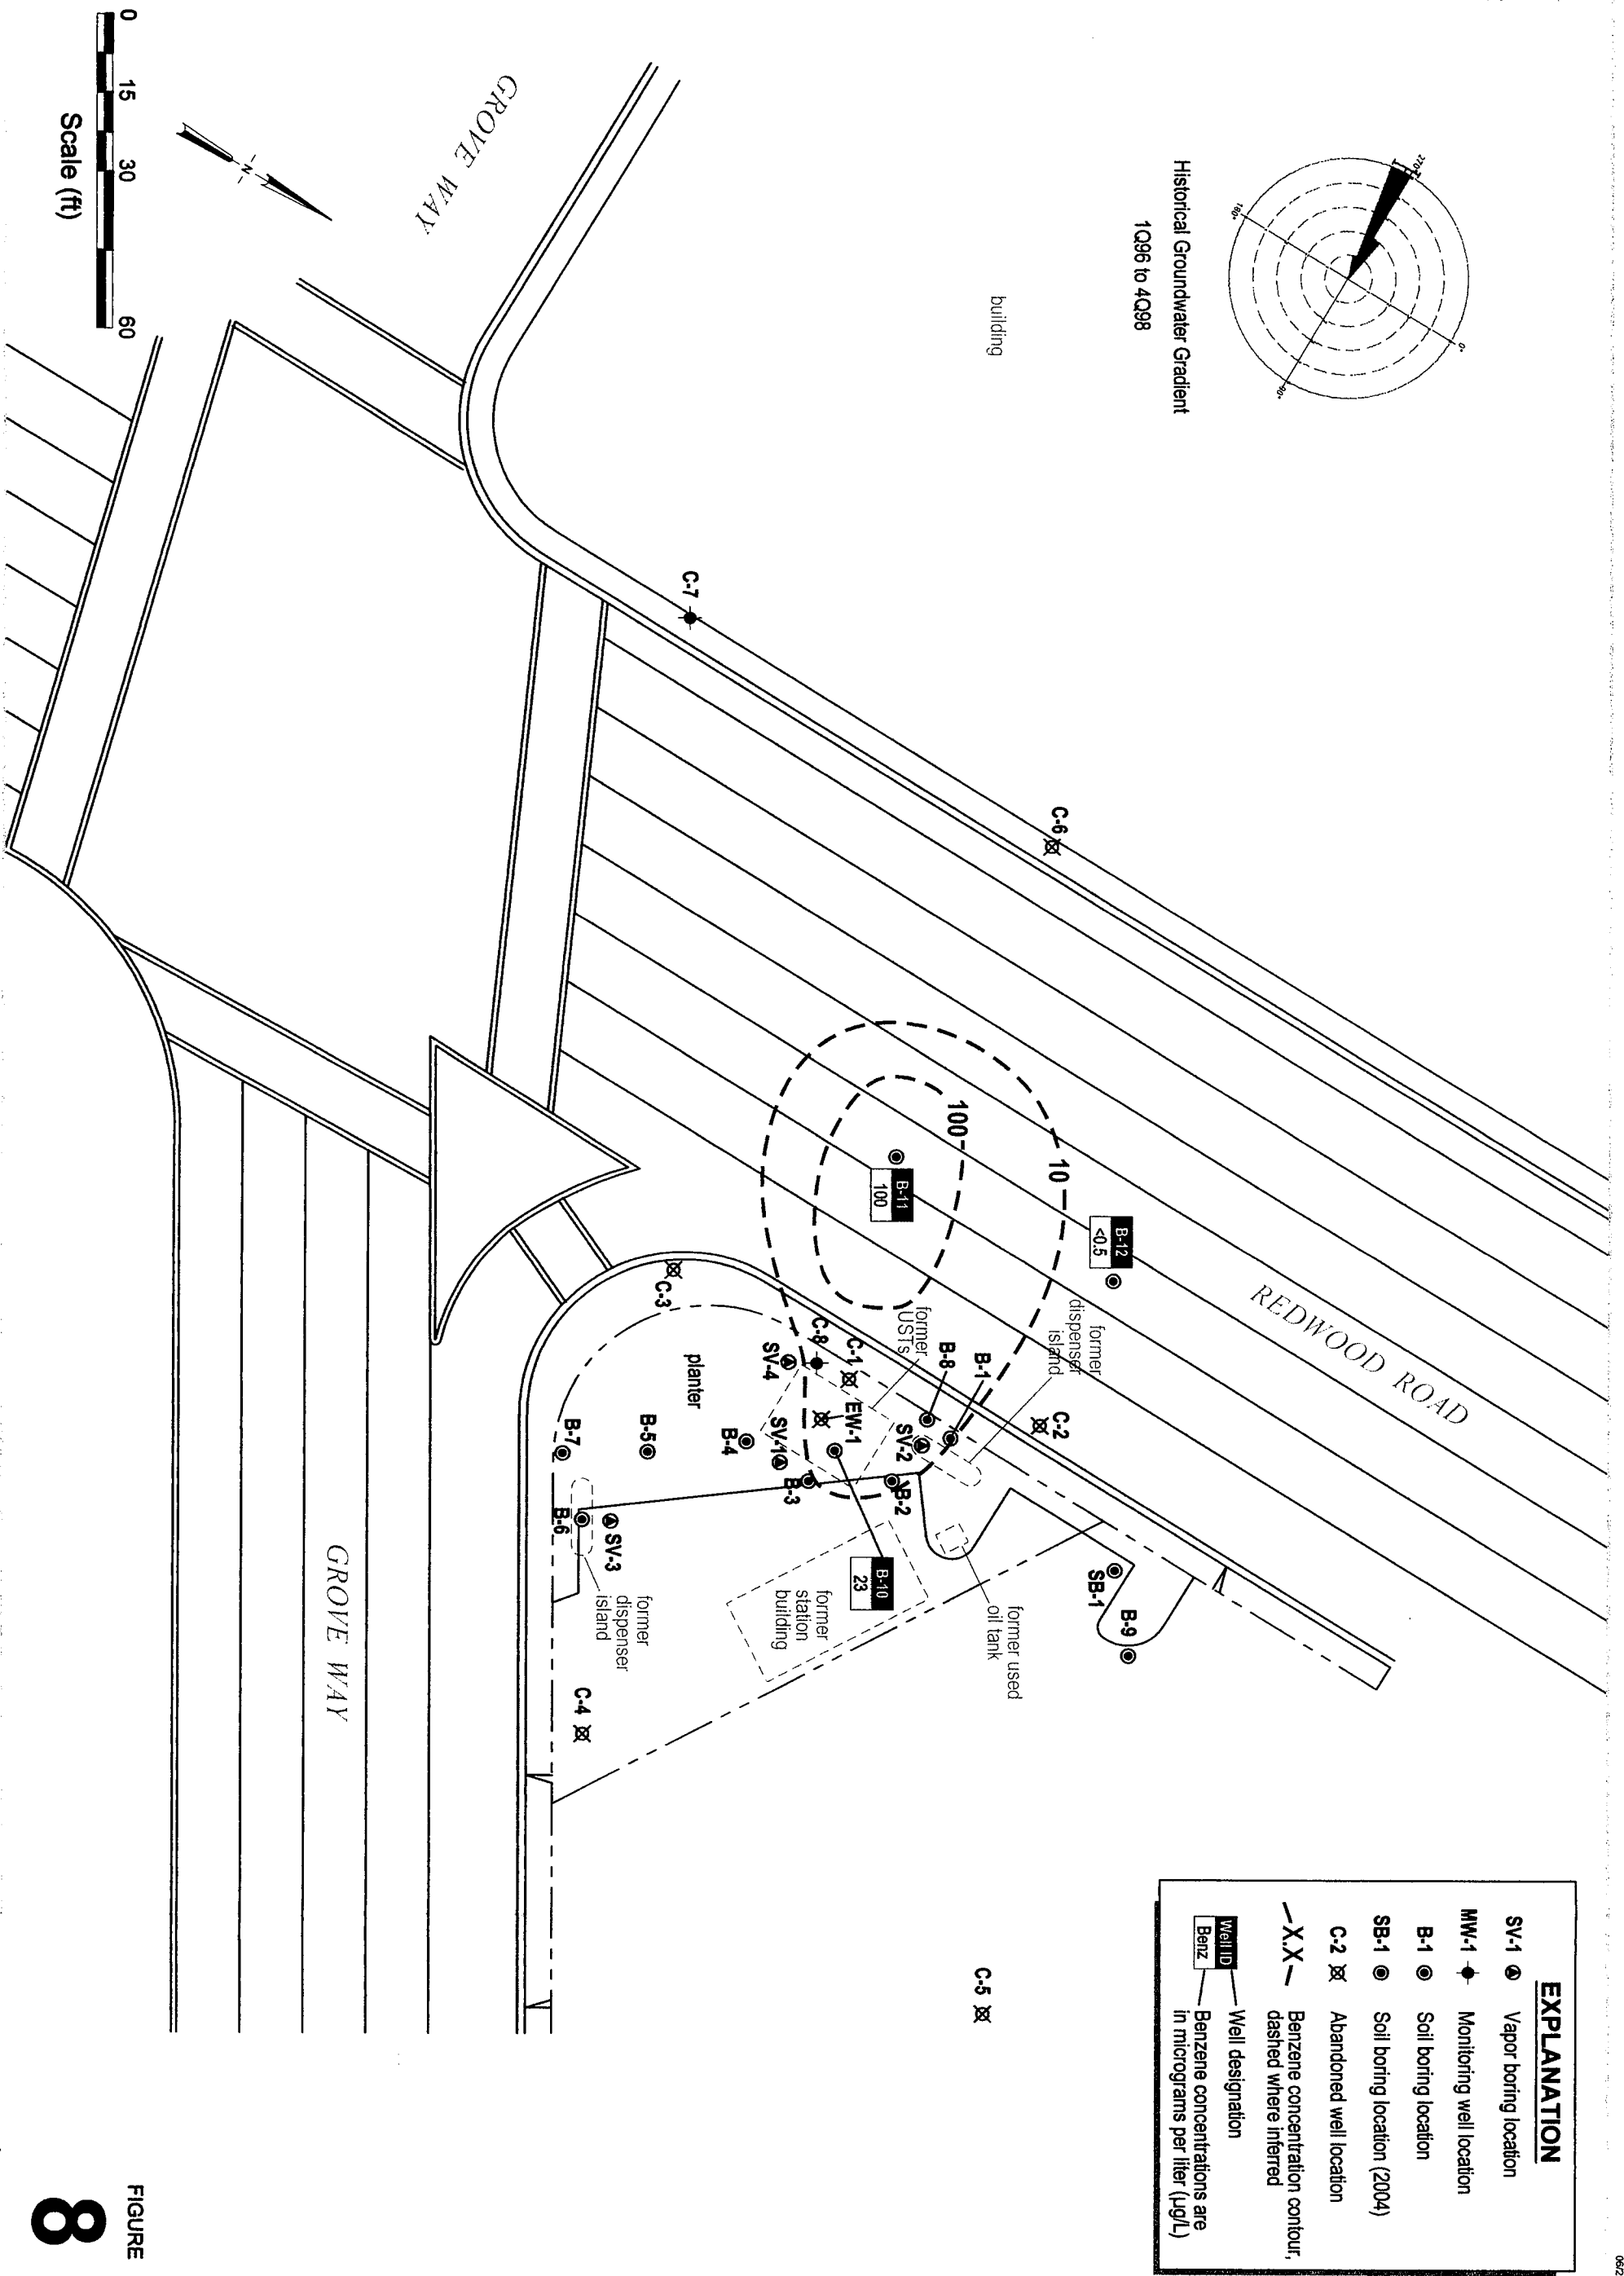 EXPLANATION
SV-1 Vapor boring location
MW-1 Monitoring well location
B-1 Soil boring location
SB-1 Soil boring location (2004)
C-2 Abandoned well location
X.X Benzene concentration contour,
dashed where inferred
Well ID Well designation
Benz Benzene concentrations are
in micrograms per liter (µg/L)
270°
0°
180°
90°
Historical Groundwater Gradient
1Q96 to 4Q98
building
REDWOOD ROAD
B-12
<0.5
C-6
C-7
C-5
B-9
SB-1
former
dispenser
island
C-2
former used
oil tank
10
100
B-11
100
B-1
B-8
former
USTs
SV-2
B-2
C-1
EW-1
C-8
B-10
23
SV-4
SV-1
B-3
former
station
building
B-4
planter
C-3
B-5
SV-3
former
dispenser
island
B-7
B-6
C-4
GROVE WAY
GROVE WAY
N
0 15 30 60
Scale (ft)
FIGURE
8